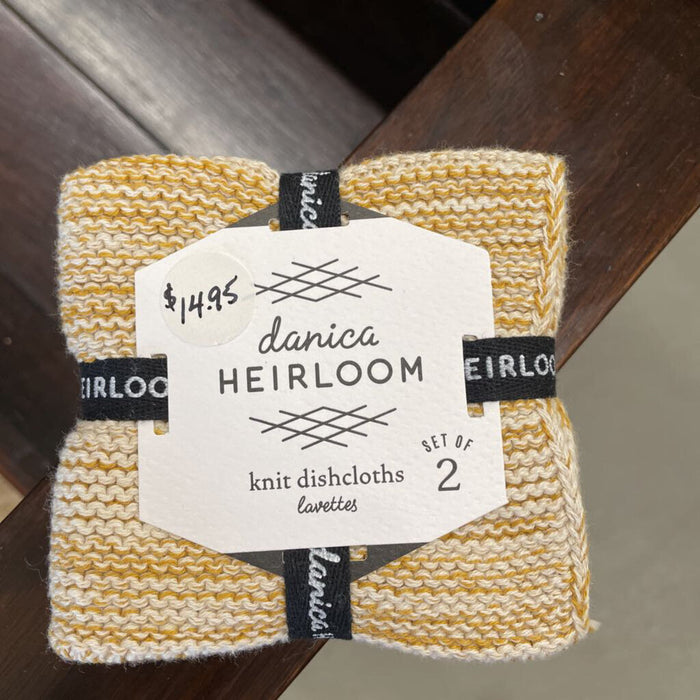 danica
$14.95
danica
HEIRLOOM
EIRLOO
EIRLOO
SET OF
2
knit dishcloths
lavettes
danica H